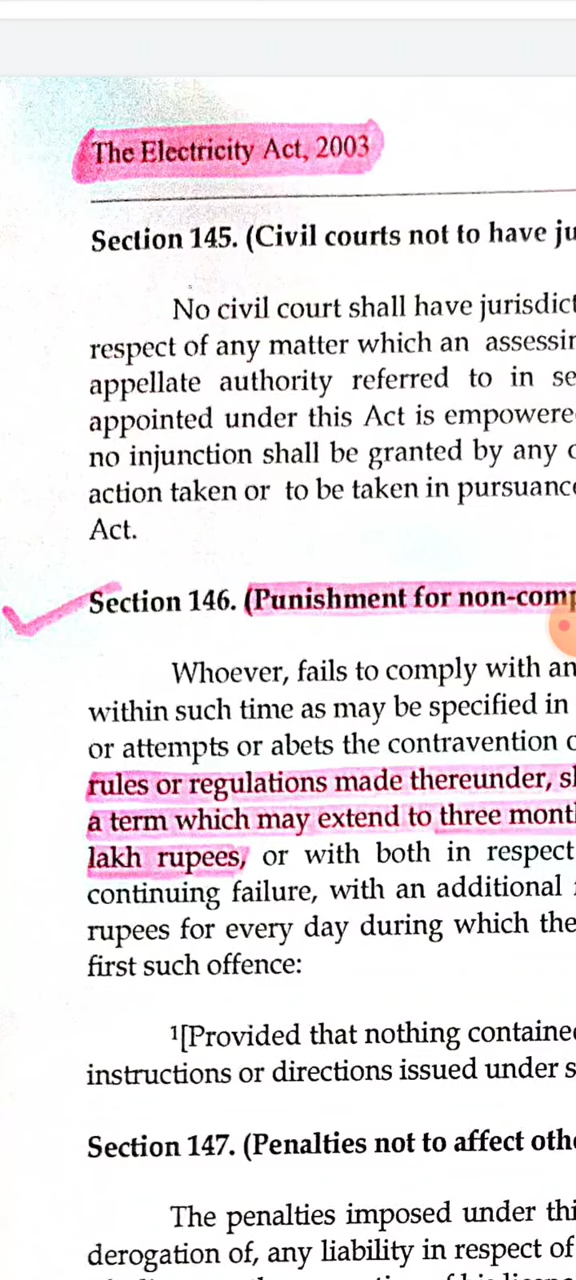 The Electricity Act, 2003
Section 145. (Civil courts not to have ju
No civil court shall have jurisdict
respect of any matter which an assessin
appellate authority referred to in se
appointed under this Act is empowere
no injunction shall be granted by any
action taken or to be taken in pursuance
Act.
Section 146. (Punishment for non-comp
Whoever, fails to comply with an
within such time as may be specified in
or attempts or abets the contravention
rules or regulations made thereunder, s
a term which may extend to three mont
lakh rupees, or with both in respect
continuing failure, with an additional
rupees for every day during which the
first such offence:
¹[Provided that nothing containe
instructions or directions issued under s
Section 147. (Penalties not to affect oth
The penalties imposed under thi
derogation of, any liability in respect of